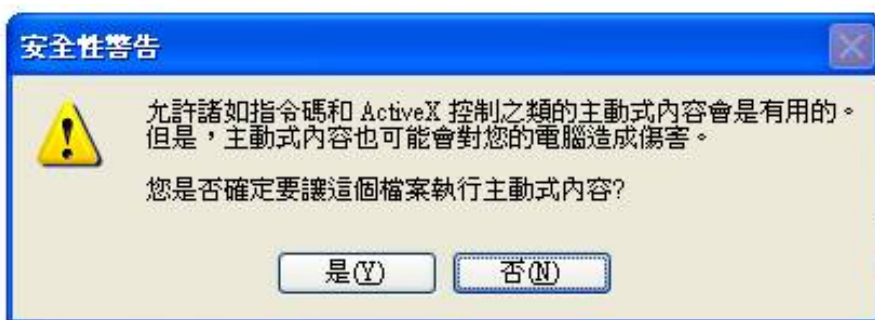 安全性警告
允許諸如指令碼和 ActiveX 控制之類的主動式內容會是有用的。
但是，主動式內容也可能會對您的電腦造成傷害。
您是否確定要讓這個檔案執行主動式內容?
是(Y) 否(N)